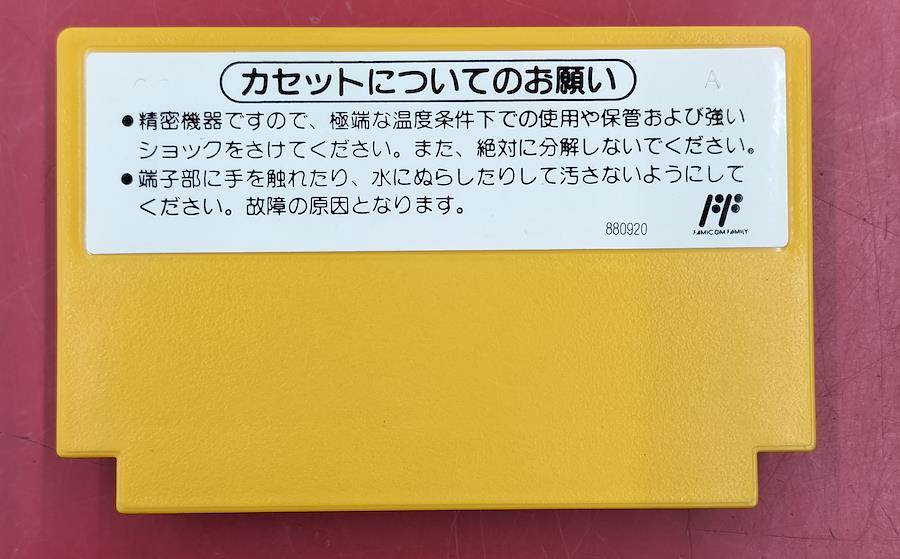 カセットについてのお願い
A
●精密機器ですので、極端な温度条件下での使用や保管および強い
ショックをさけてください。また、絶対に分解しないでください。
●端子部に手を触れたり、水にぬらしたりして汚さないようにして
ください。故障の原因となります。
880920
FAMICOM FAMILY